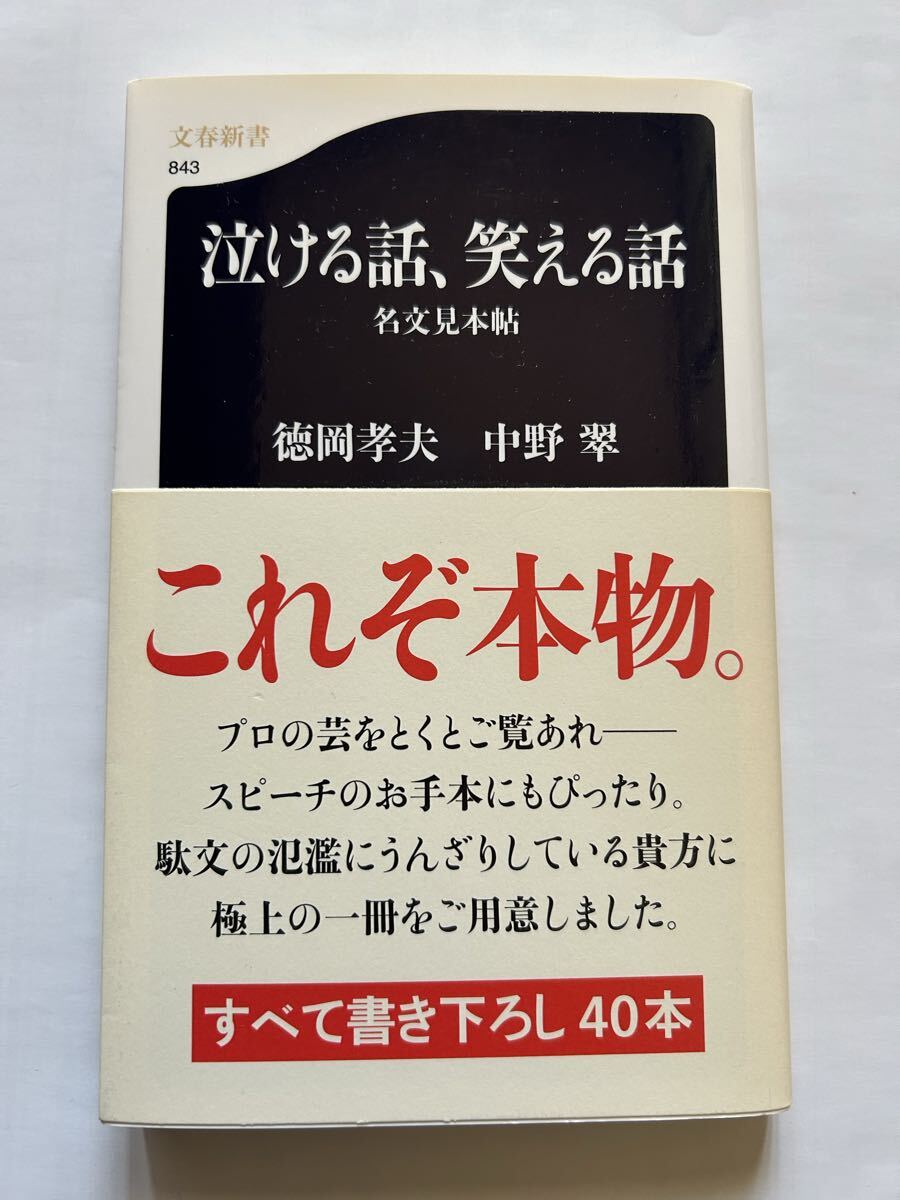 文春新書
843
泣ける話、笑える話
名文見本帖
徳岡孝夫　中野 翠
これぞ本物。
プロの芸をとくとご覧あれ――
スピーチのお手本にもぴったり。
駄文の氾濫にうんざりしている貴方に
極上の一冊をご用意しました。
すべて書き下ろし 40本